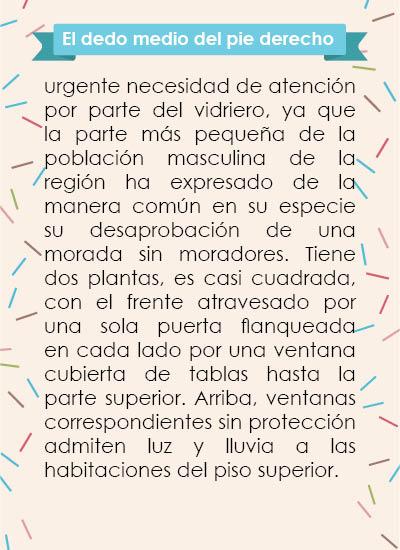 El dedo medio del pie derecho
urgente necesidad de atención
por parte del vidriero, ya que
la parte más pequeña de la
población masculina de la
región ha expresado de la
manera común en su especie
su desaprobación de una
morada sin moradores. Tiene
dos plantas, es casi cuadrada,
con el frente atravesado por
una sola puerta flanqueada
en cada lado por una ventana
cubierta de tablas hasta la
parte superior. Arriba, ventanas
correspondientes sin protección
admiten luz y lluvia a las
habitaciones del piso superior.